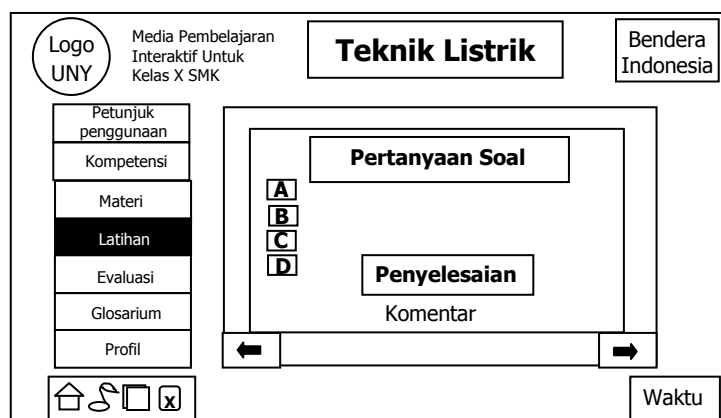 Logo
UNY
Media Pembelajaran
Interaktif Untuk
Kelas X SMK
Teknik Listrik
Bendera
Indonesia
Petunjuk
penggunaan
Kompetensi
Materi
Latihan
Evaluasi
Glosarium
Profil
Pertanyaan Soal
A
B
C
D
Penyelesaian
Komentar
x
Waktu